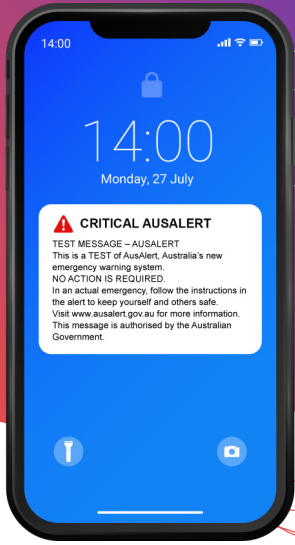 14:00
14:00
Monday, 27 July
CRITICAL AUSALERT
TEST MESSAGE – AUSALERT
This is a TEST of AusAlert, Australia's new
emergency warning system.
NO ACTION IS REQUIRED.
In an actual emergency, follow the instructions in
the alert to keep yourself and others safe.
Visit www.ausalert.gov.au for more information.
This message is authorised by the Australian
Government.